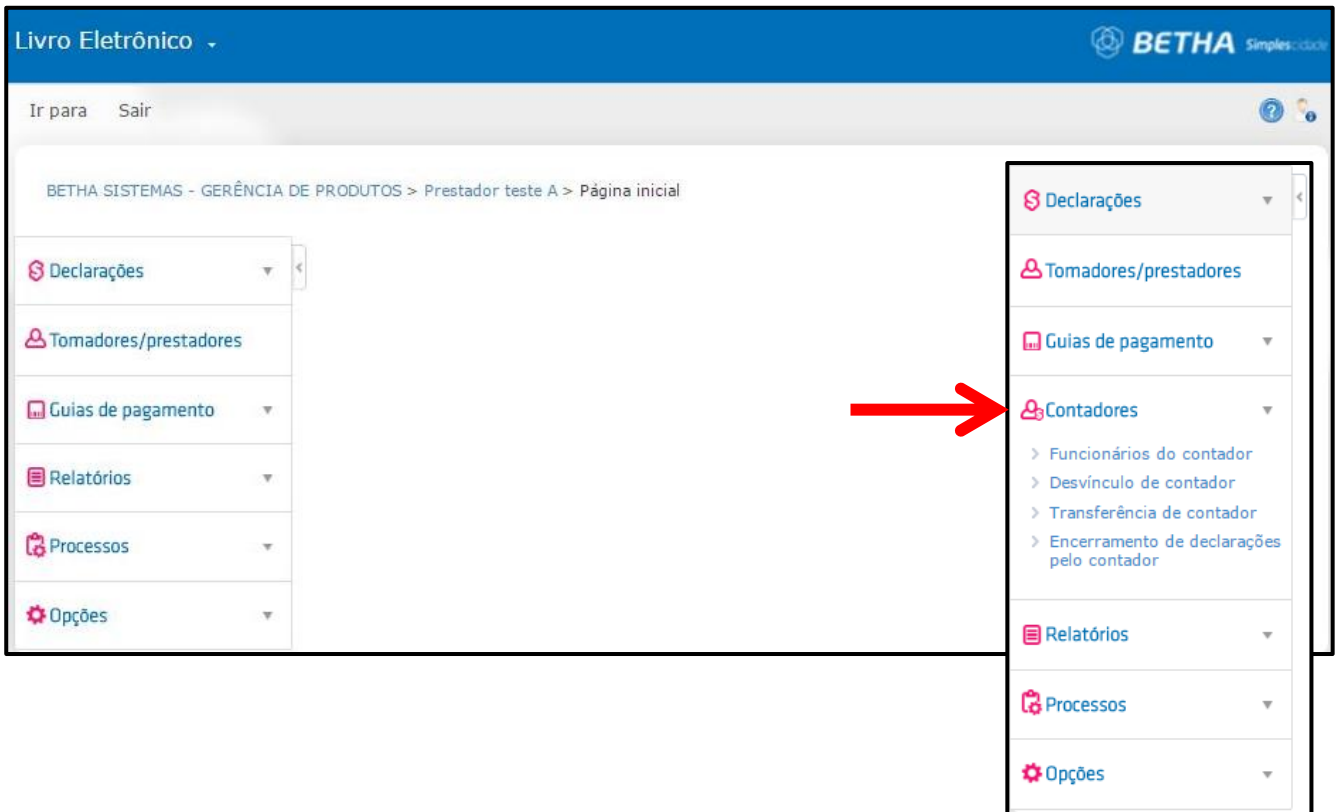 Livro Eletrônico
BETHA Simplescidade
Ir para Sair
BETHA SISTEMAS - GERÊNCIA DE PRODUTOS > Prestador teste A > Página inicial
Declarações
Tomadores/prestadores
Guias de pagamento
Relatórios
Processos
Opções
Declarações
Tomadores/prestadores
Guias de pagamento
Contadores
Funcionários do contador
Desvínculo de contador
Transferência de contador
Encerramento de declarações
pelo contador
Relatórios
Processos
Opções